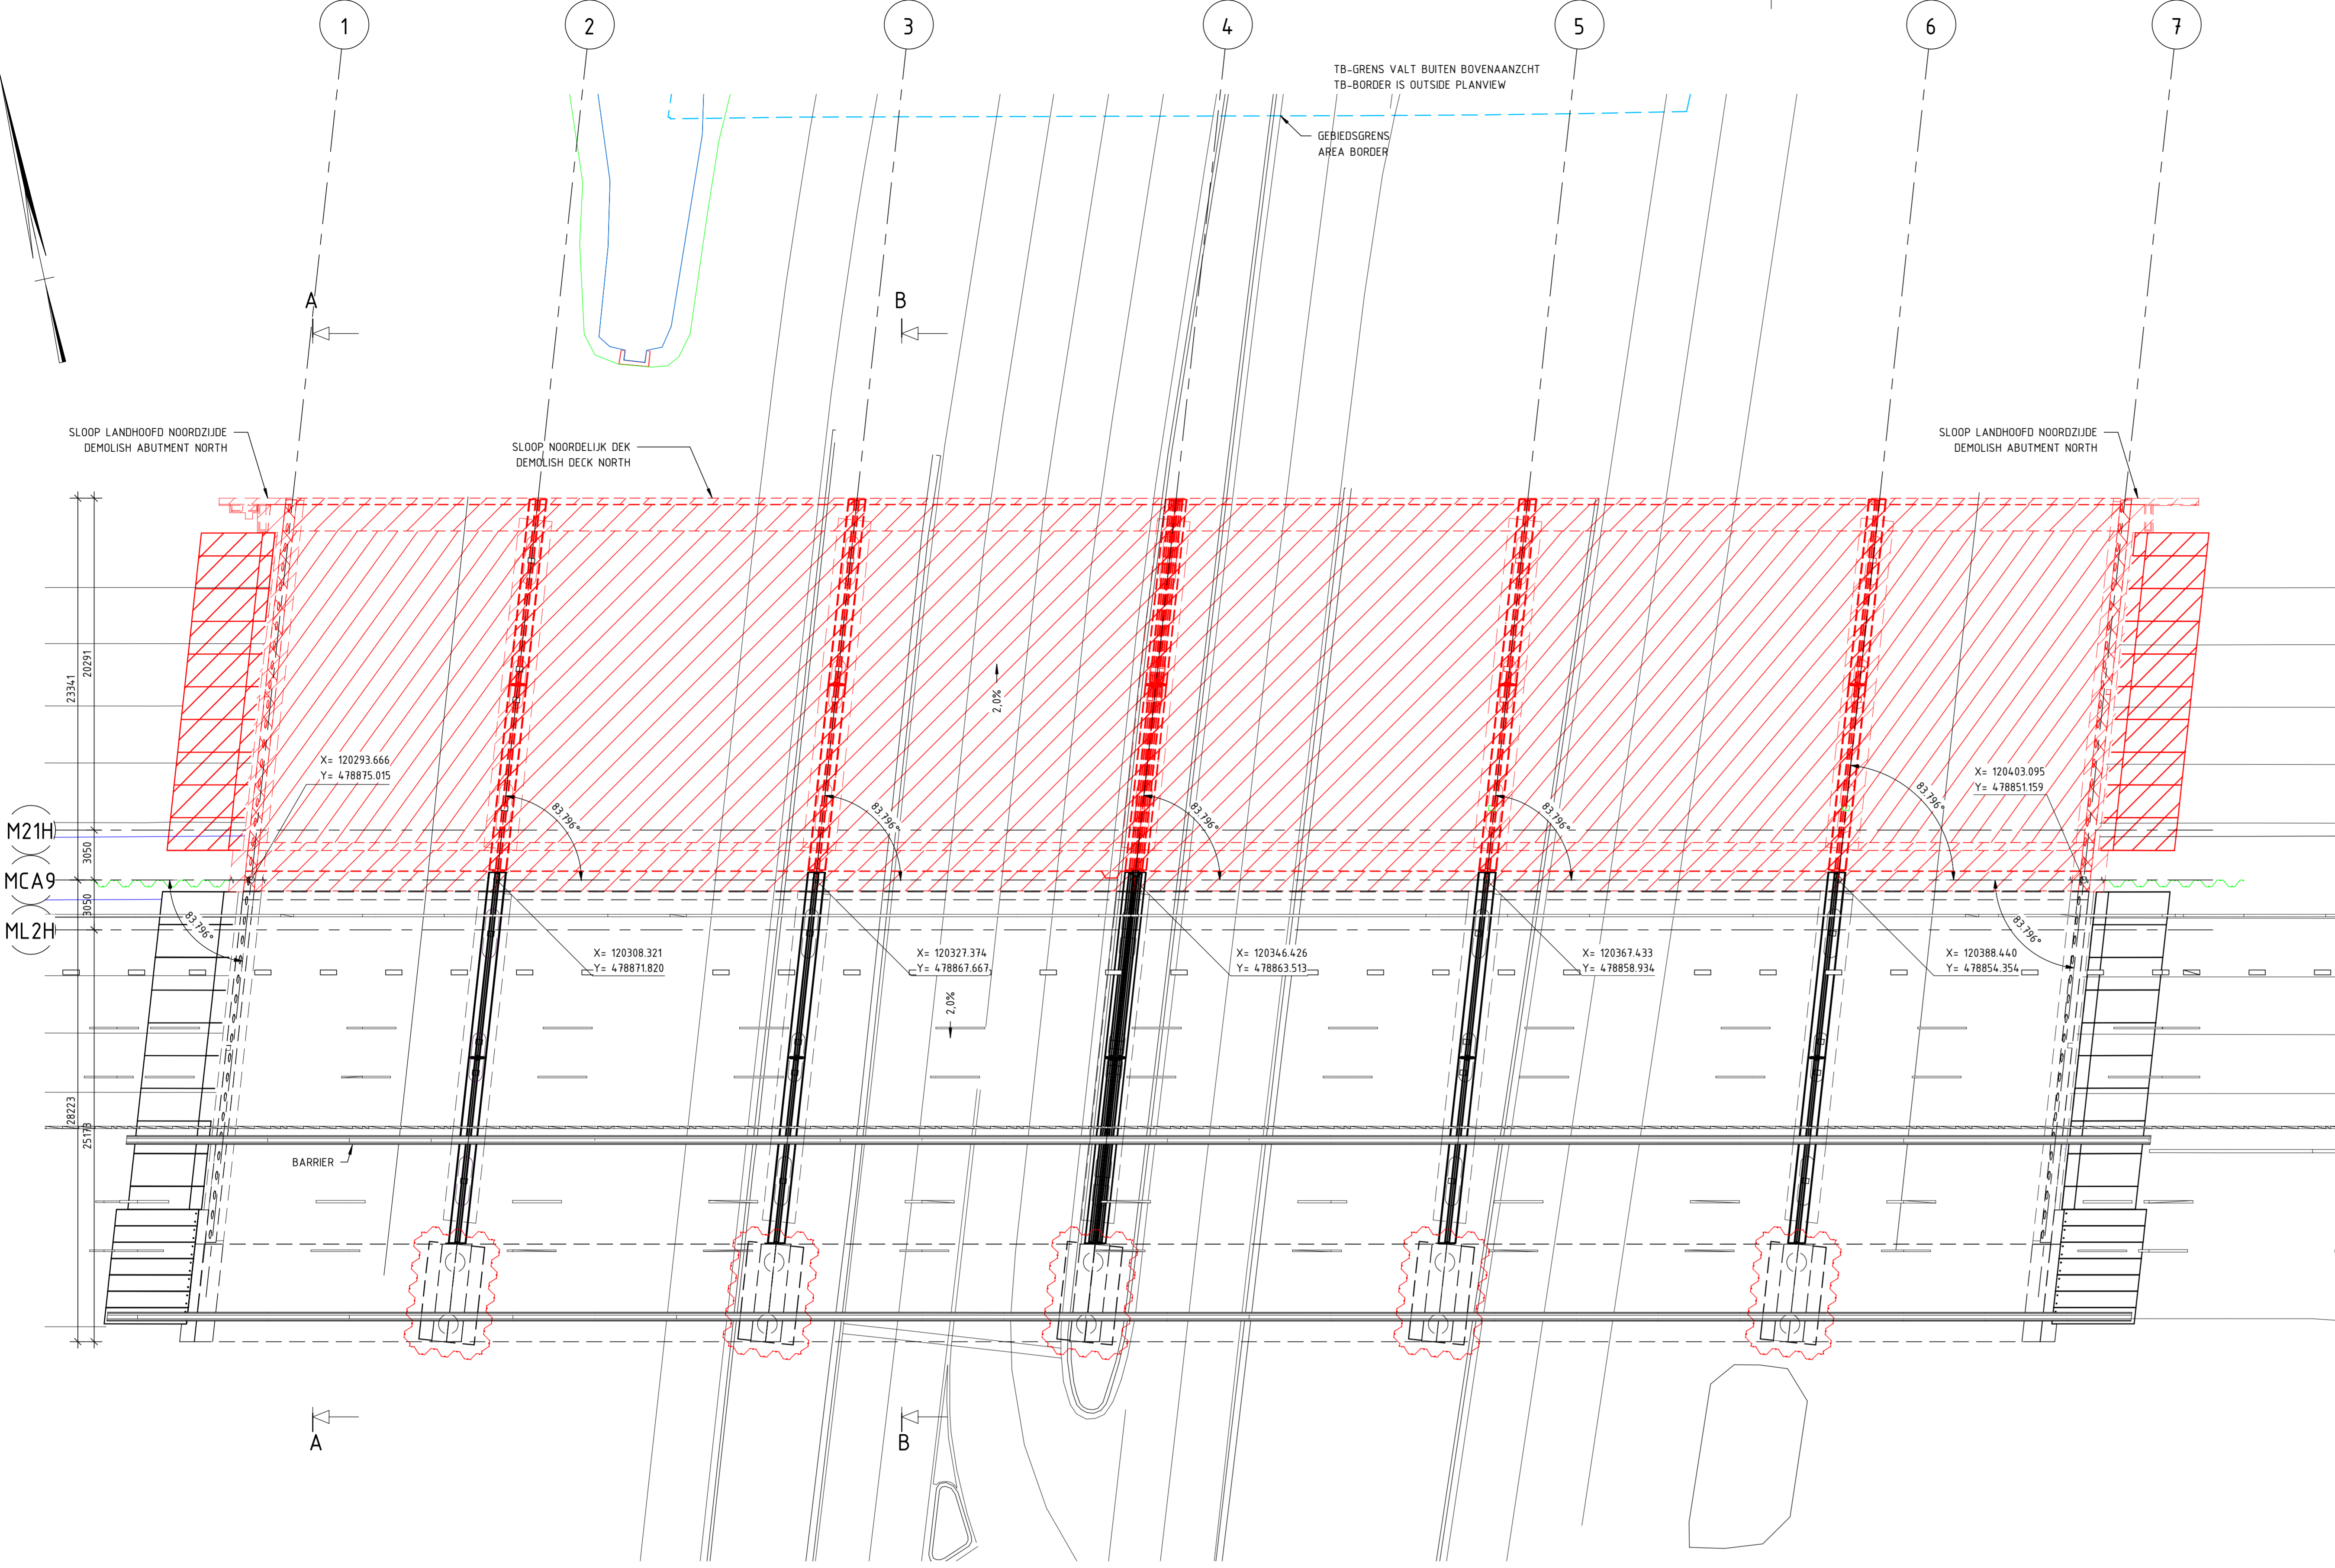 1
2
3
4
5
6
7
TB-GRENS VALT BUITEN BOVENAANZCHT
TB-BORDER IS OUTSIDE PLANVIEW
GEBIEDSGRENS
AREA BORDER
A
B
SLOOP LANDHOOFD NOORDZIJDE
DEMOLISH ABUTMENT NORTH
SLOOP NOORDELIJK DEK
DEMOLISH DECK NORTH
SLOOP LANDHOOFD NOORDZIJDE
DEMOLISH ABUTMENT NORTH
23341
20291
2,0%
X= 120293.666
Y= 478875.015
X= 120403.095
Y= 478851.159
83.796°
83.796°
83.796°
83.796°
83.796°
M21H
3050
MCA9
3050
ML2H
83.796°
83.796°
X= 120308.321
Y= 478871.820
X= 120327.374
Y= 478867.667
X= 120346.426
Y= 478863.513
X= 120367.433
Y= 478858.934
X= 120388.440
Y= 478854.354
2,0%
28223
25173
BARRIER
A
B